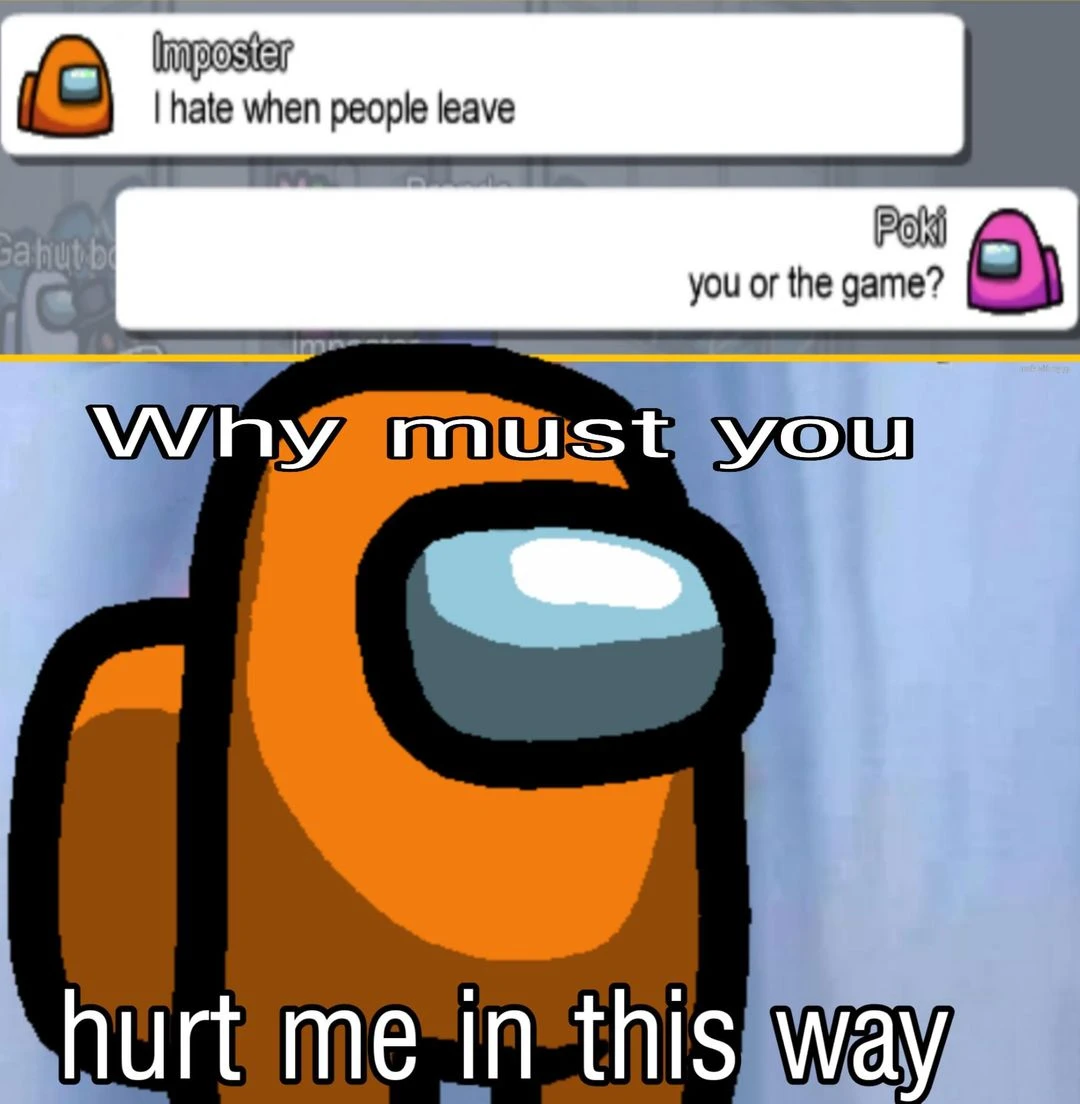 Imposter
I hate when people leave
Poki
you or the game?
Why must you
hurt me in this way